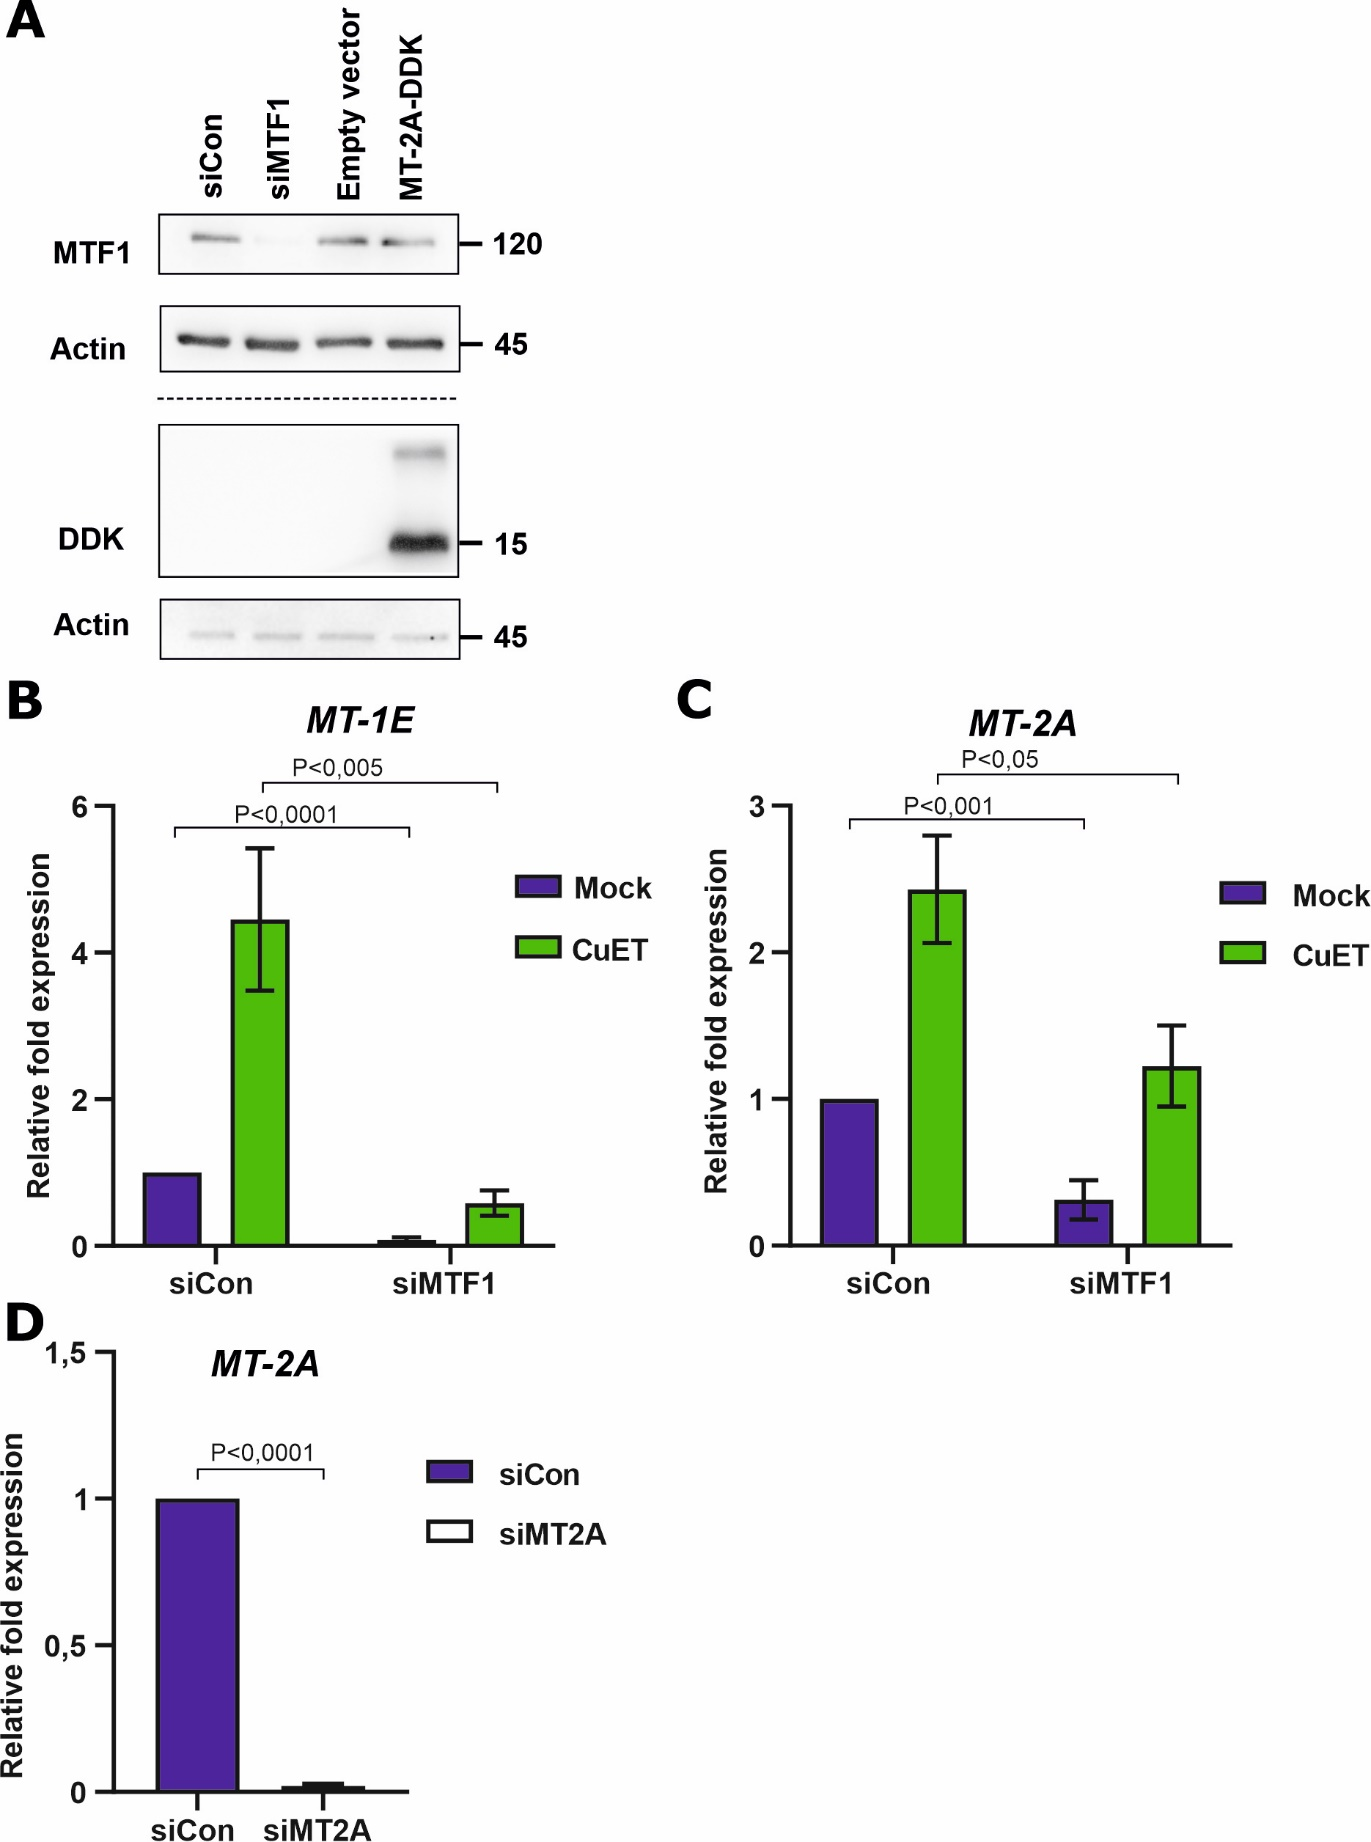 A
siCon
siMTF1
Empty vector
MT-2A-DDK
MTF1
120
Actin
45
DDK
15
Actin
45
B
MT-1E
P<0,005
P<0,0001
6
4
2
0
Relative fold expression
Mock
CuET
siCon
siMTF1
C
MT-2A
P<0,05
P<0,001
3
2
1
0
Relative fold expression
Mock
CuET
siCon
siMTF1
D
MT-2A
P<0,0001
1,5
1
0,5
0
Relative fold expression
siCon
siMT2A
siCon
siMT2A